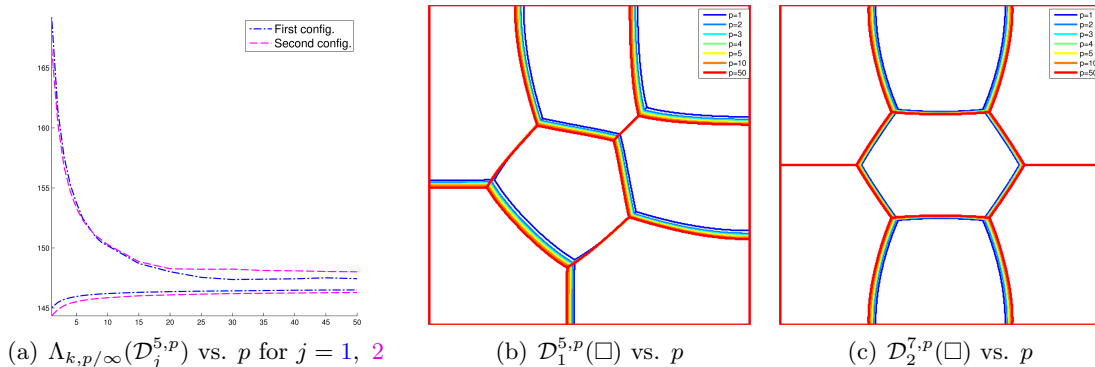 First config.
Second config.
165
160
155
150
145
5 10 15 20 25 30 35 40 45 50
p=1
p=2
p=3
p=4
p=5
p=10
p=50
p=1
p=2
p=3
p=4
p=5
p=10
p=50
(a) Λ_{k,p/∞}(𝒟_j^{5,p}) vs. p for j = 1, 2
(b) 𝒟_1^{5,p}(□) vs. p
(c) 𝒟_2^{7,p}(□) vs. p